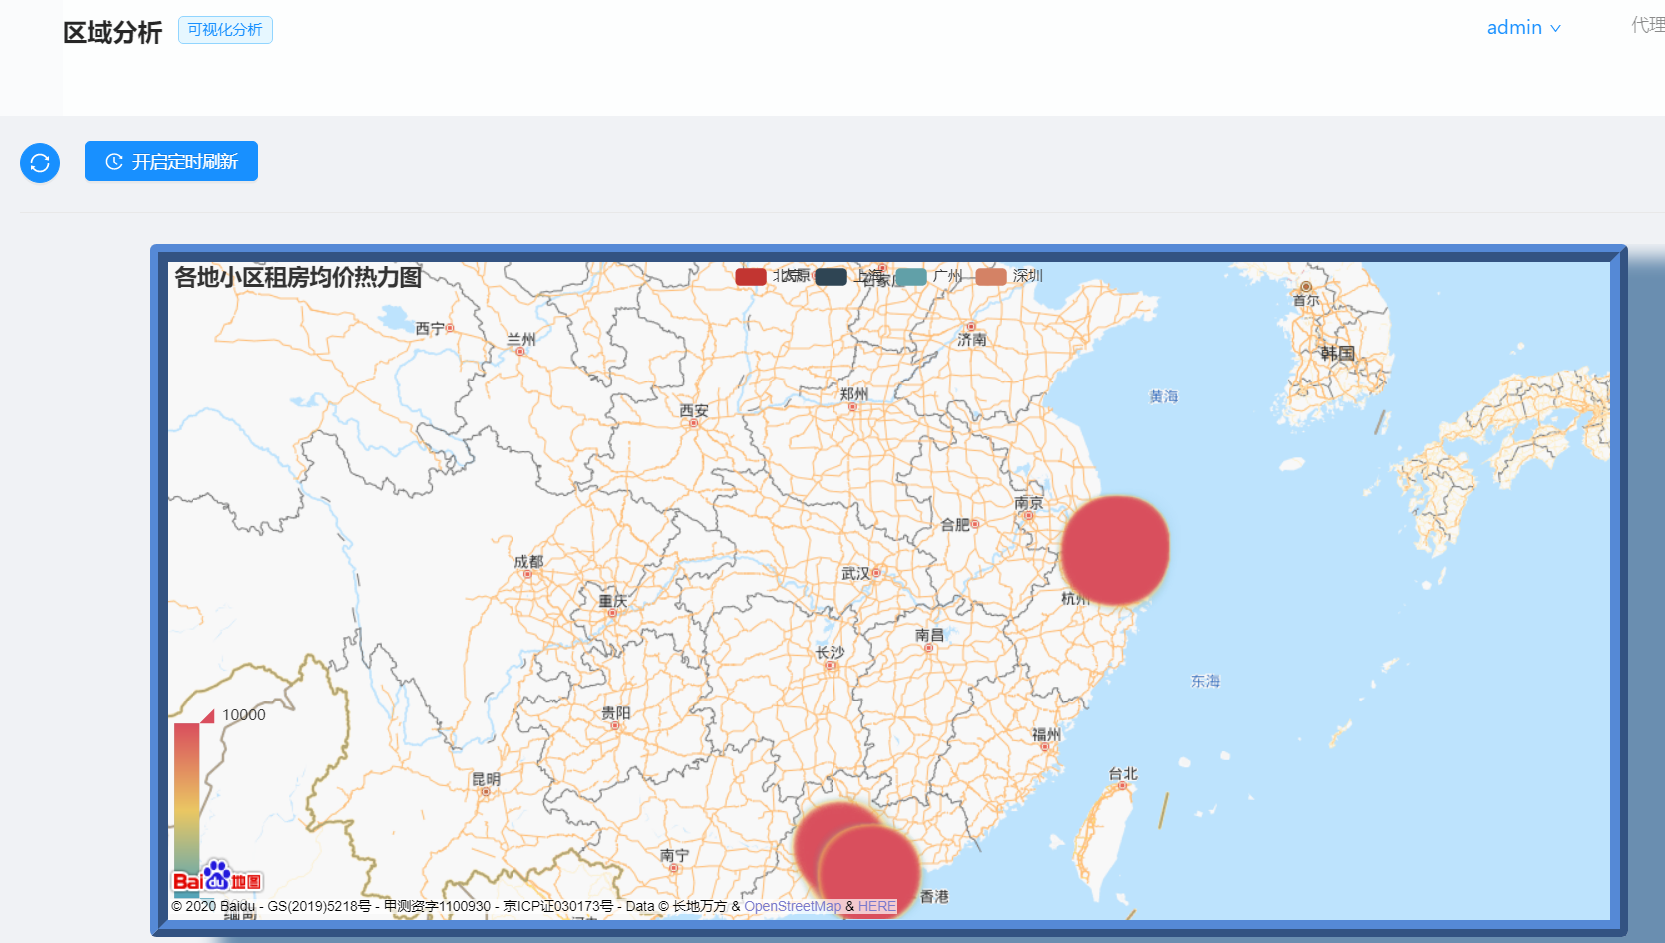 区域分析
可视化分析
admin
代理
开启定时刷新
各地小区租房均价热力图
北京
上海
广州
深圳
首尔
西宁
兰州
济南
韩国
郑州
黄海
西安
南京
合肥
成都
武汉
杭州
重庆
南昌
长沙
东海
10000
贵阳
福州
昆明
台北
南宁
Bai du 地图
香港
© 2020 Baidu - GS(2019)5218号 - 甲测资字1100930 - 京ICP证030173号 - Data © 长地万方 & OpenStreetMap & HERE
缅甸